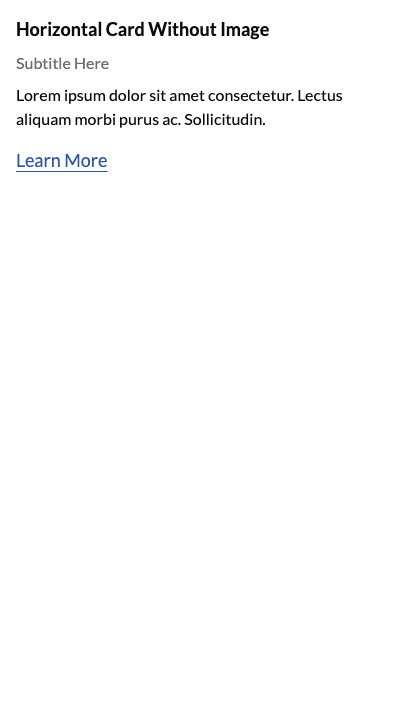 Horizontal Card Without Image
Subtitle Here
Lorem ipsum dolor sit amet consectetur. Lectus
aliquam morbi purus ac. Sollicitudin.
Learn More